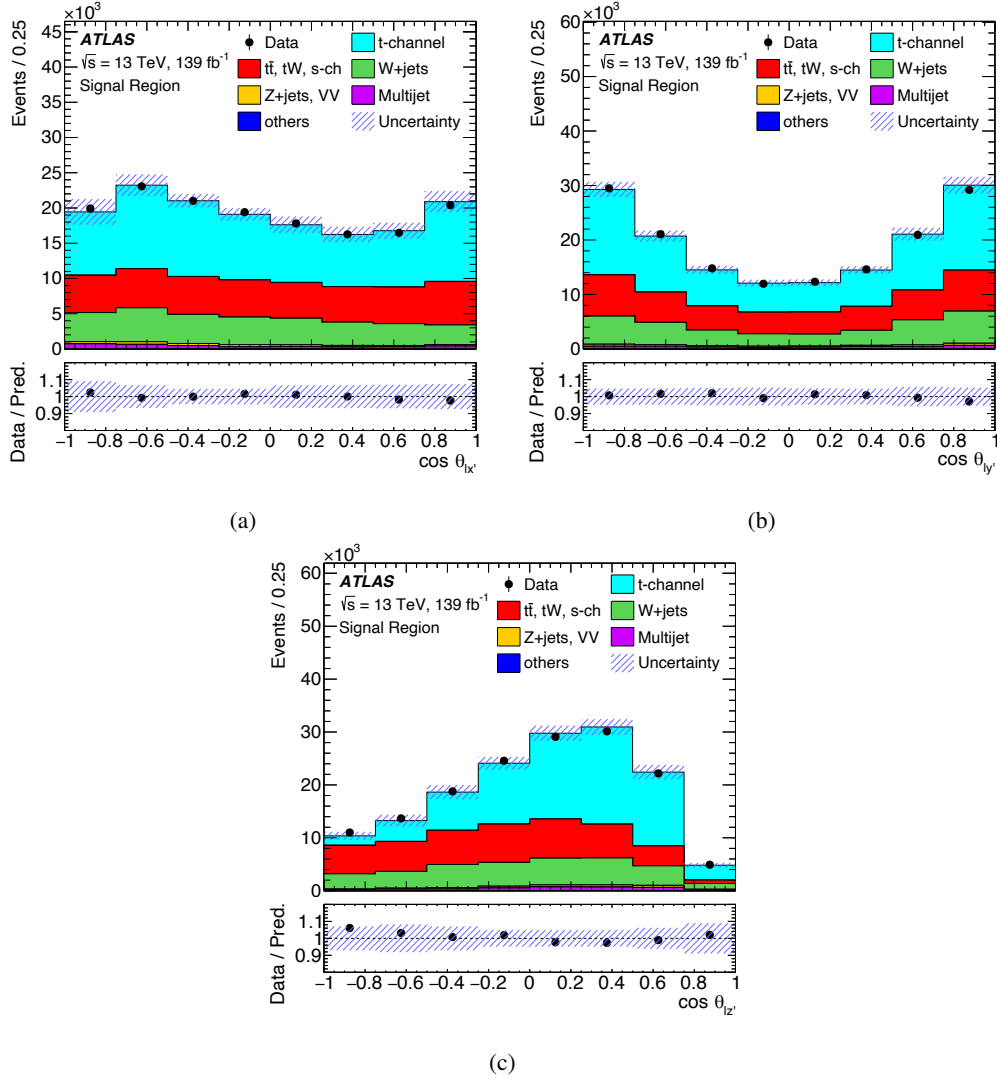 ×10³
45
40
35
30
25
20
15
10
5
0
Events / 0.25
ATLAS
√s = 13 TeV, 139 fb⁻¹
Signal Region
Data
t-channel
tt̄, tW, s-ch
W+jets
Z+jets, VV
Multijet
others
Uncertainty
Data / Pred.
1.1
1
0.9
−1 −0.8 −0.6 −0.4 −0.2 0 0.2 0.4 0.6 0.8 1
cos θlx'
(a)
×10³
60
50
40
30
20
10
0
Events / 0.25
ATLAS
√s = 13 TeV, 139 fb⁻¹
Signal Region
Data
t-channel
tt̄, tW, s-ch
W+jets
Z+jets, VV
Multijet
others
Uncertainty
Data / Pred.
1.1
1
0.9
−1 −0.8 −0.6 −0.4 −0.2 0 0.2 0.4 0.6 0.8 1
cos θly'
(b)
×10³
60
50
40
30
20
10
0
Events / 0.25
ATLAS
√s = 13 TeV, 139 fb⁻¹
Signal Region
Data
t-channel
tt̄, tW, s-ch
W+jets
Z+jets, VV
Multijet
others
Uncertainty
Data / Pred.
1.1
1
0.9
−1 −0.8 −0.6 −0.4 −0.2 0 0.2 0.4 0.6 0.8 1
cos θlz'
(c)